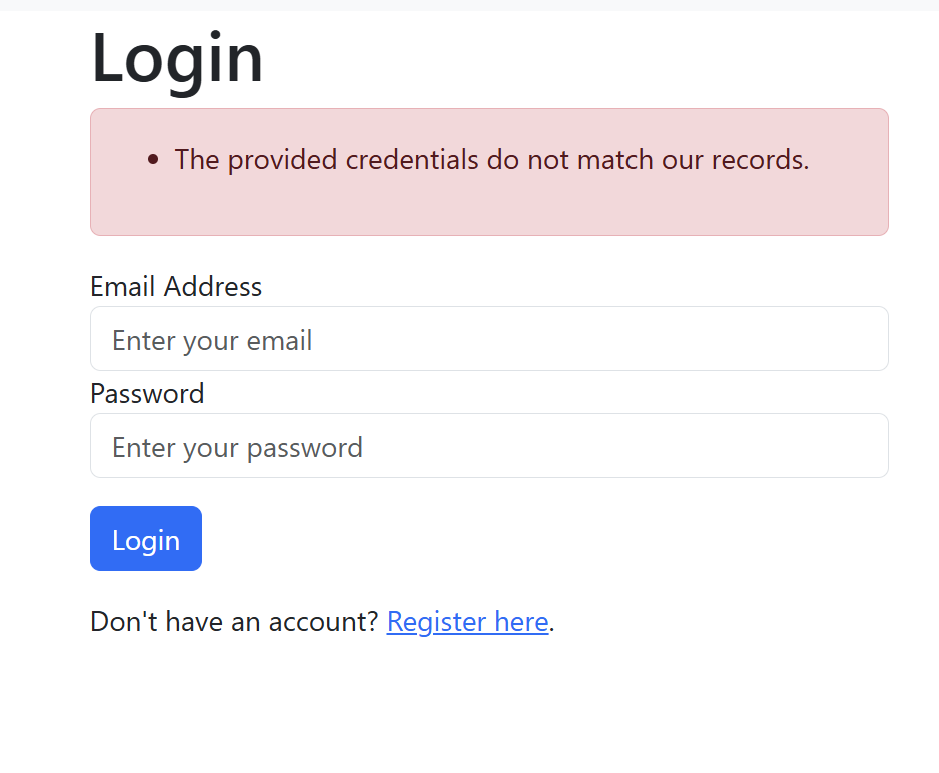 Login
• The provided credentials do not match our records.
Email Address
Enter your email
Password
Enter your password
Login
Don't have an account? Register here.